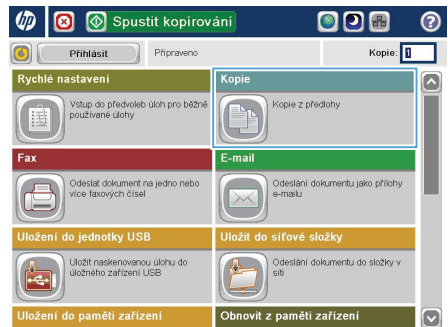 hp
Spustit kopírování
?
Přihlásit
Připraveno
Kopie: 1
Rychlé nastavení
Vstup do předvoleb úloh pro běžně
používané úlohy
Kopie
Kopie z předlohy
Fax
Odeslat dokument na jedno nebo
více faxových čísel
E-mail
Odeslání dokumentu jako přílohy
e-mailu
Uložení do jednotky USB
Uložit naskenovanou úlohu do
úložného zařízení USB
Uložit do síťové složky
Odeslání dokumentu do složky v
síti
Uložení do paměti zařízení
Obnovit z paměti zařízení